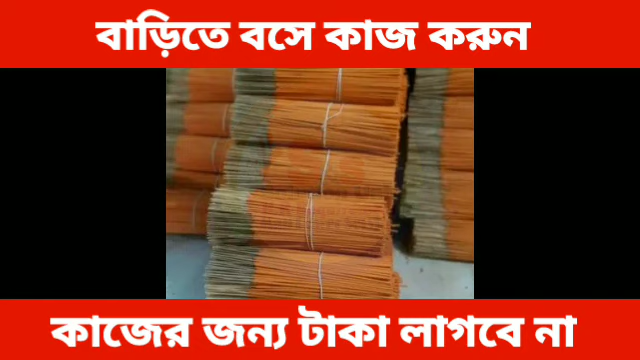 বাড়িতে বসে কাজ করুন
কাজের জন্য টাকা লাগবে না